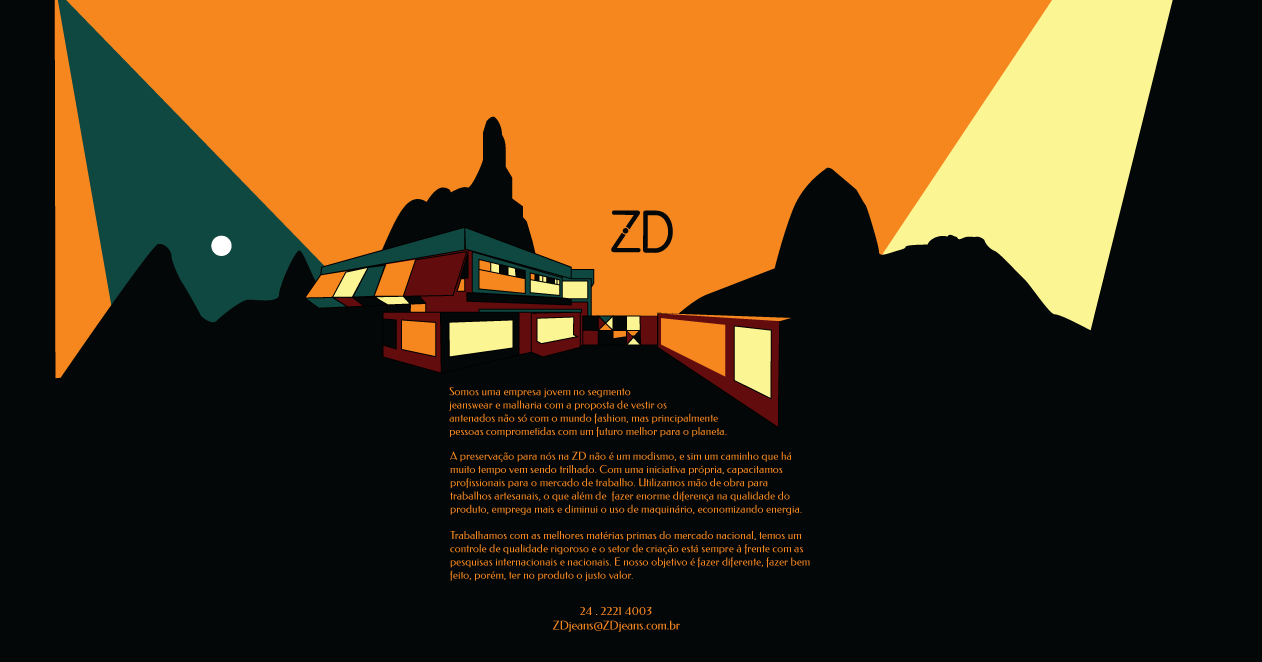 ZD
Somos uma empresa jovem no segmento
jeanswear e malharia com a proposta de vestir os
antenados não só com o mundo fashion, mas principalmente
pessoas comprometidas com um futuro melhor para o planeta.
A preservação para nós na ZD não é um modismo, e sim um caminho que há
muito tempo vem sendo trilhado. Com uma iniciativa própria, capacitamos
profissionais para o mercado de trabalho. Utilizamos mão de obra para
trabalhos artesanais, o que além de fazer enorme diferença na qualidade do
produto, emprega mais e diminui o uso de maquinário, economizando energia.
Trabalhamos com as melhores matérias primas do mercado nacional, temos um
controle de qualidade rigoroso e o setor de criação está sempre à frente com as
pesquisas internacionais e nacionais. E nosso objetivo é fazer diferente, fazer bem
feito, porém, ter no produto o justo valor.
24 . 2221 4003
ZDjeans@ZDjeans.com.br